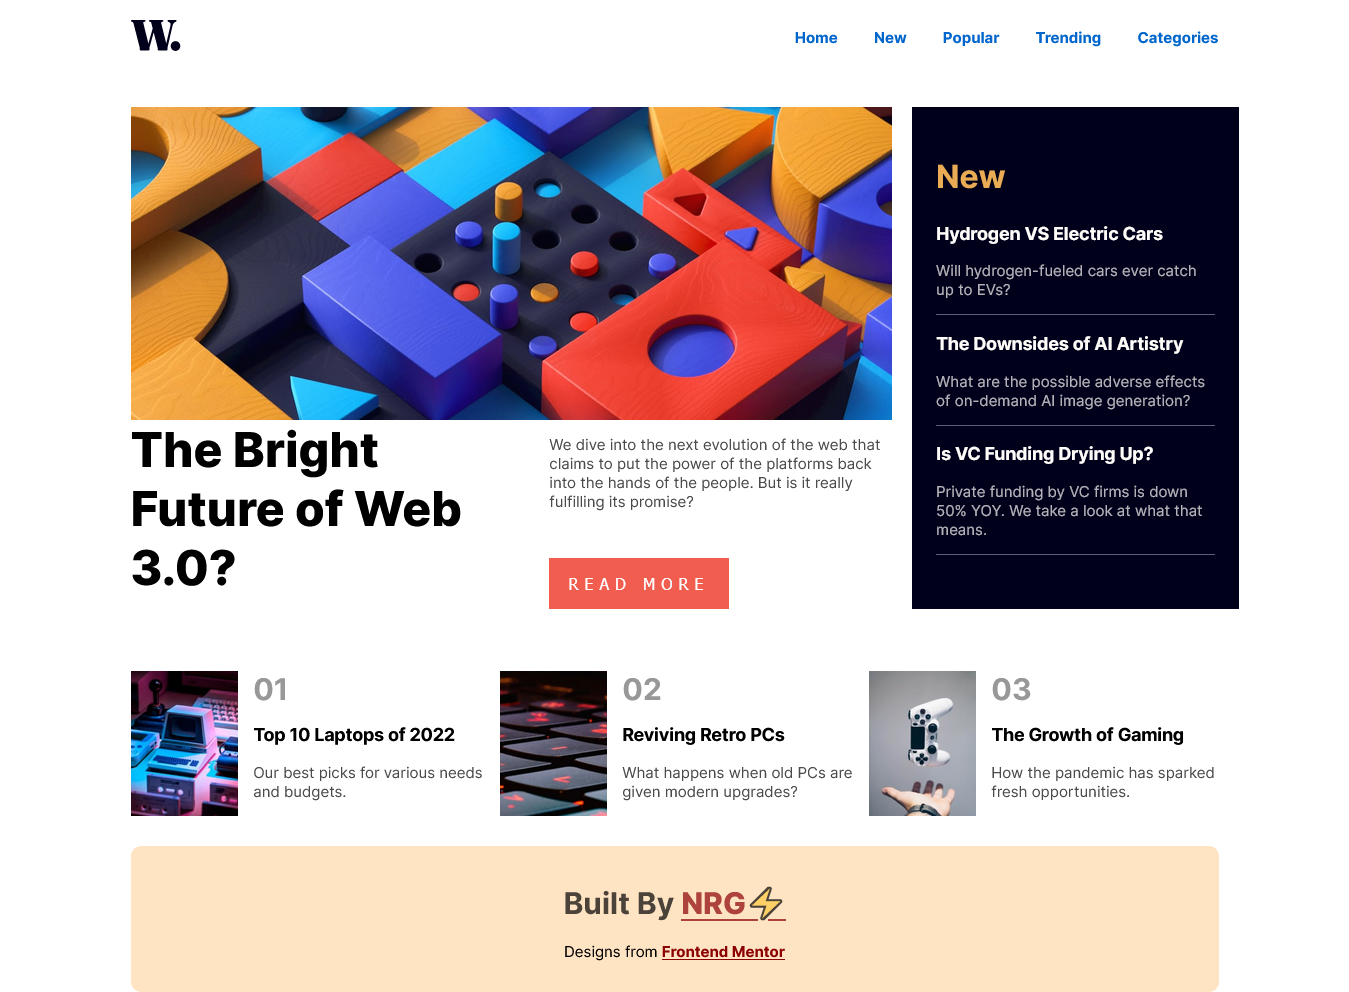 W.
Home New Popular Trending Categories
The Bright
Future of Web
3.0?
We dive into the next evolution of the web that
claims to put the power of the platforms back
into the hands of the people. But is it really
fulfilling its promise?
READ MORE
New
Hydrogen VS Electric Cars
Will hydrogen-fueled cars ever catch
up to EVs?
The Downsides of AI Artistry
What are the possible adverse effects
of on-demand AI image generation?
Is VC Funding Drying Up?
Private funding by VC firms is down
50% YOY. We take a look at what that
means.
01
Top 10 Laptops of 2022
Our best picks for various needs
and budgets.
02
Reviving Retro PCs
What happens when old PCs are
given modern upgrades?
03
The Growth of Gaming
How the pandemic has sparked
fresh opportunities.
Built By NRG⚡
Designs from Frontend Mentor